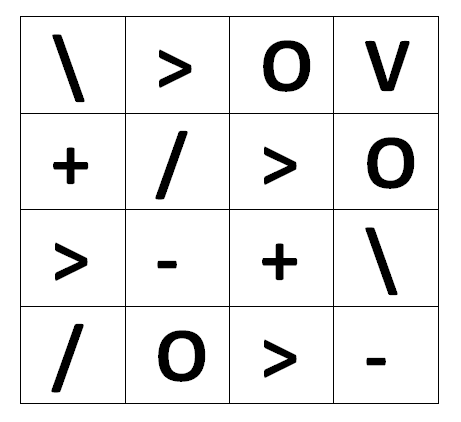 \ > O V
+ / > O
> - + \
/ O > -